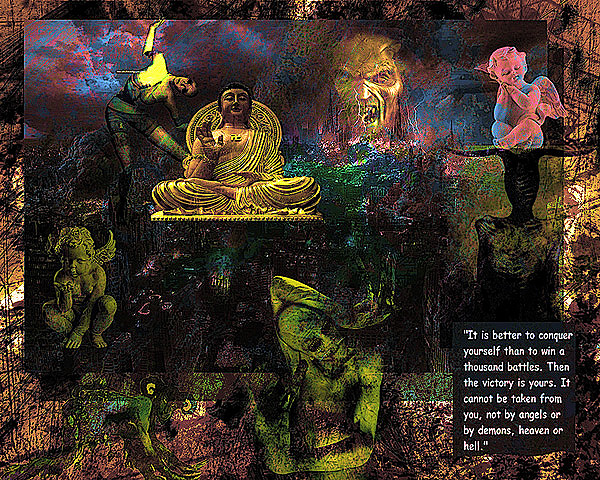 "It is better to conquer
yourself than to win a
thousand battles. Then
the victory is yours. It
cannot be taken from
you, not by angels or
by demons, heaven or
hell."